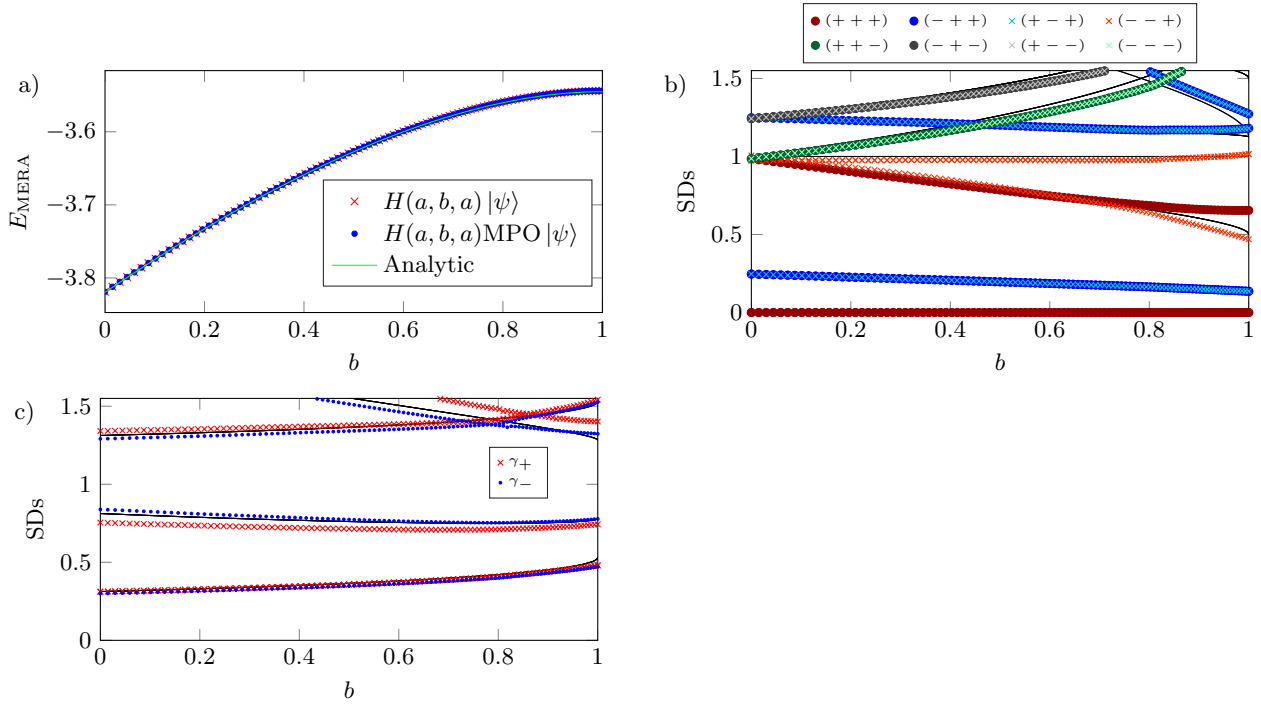 (+ + +) (− + +) (+ − +) (− − +)
(+ + −) (− + −) (+ − −) (− − −)
a)
−3.6
−3.7
−3.8
E_MERA
H(a, b, a) |ψ⟩
H(a, b, a)MPO |ψ⟩
Analytic
0 0.2 0.4 0.6 0.8 1
b
b)
1.5
1
0.5
0
SDs
0 0.2 0.4 0.6 0.8 1
b
c)
1.5
1
0.5
0
SDs
γ+
γ−
0 0.2 0.4 0.6 0.8 1
b